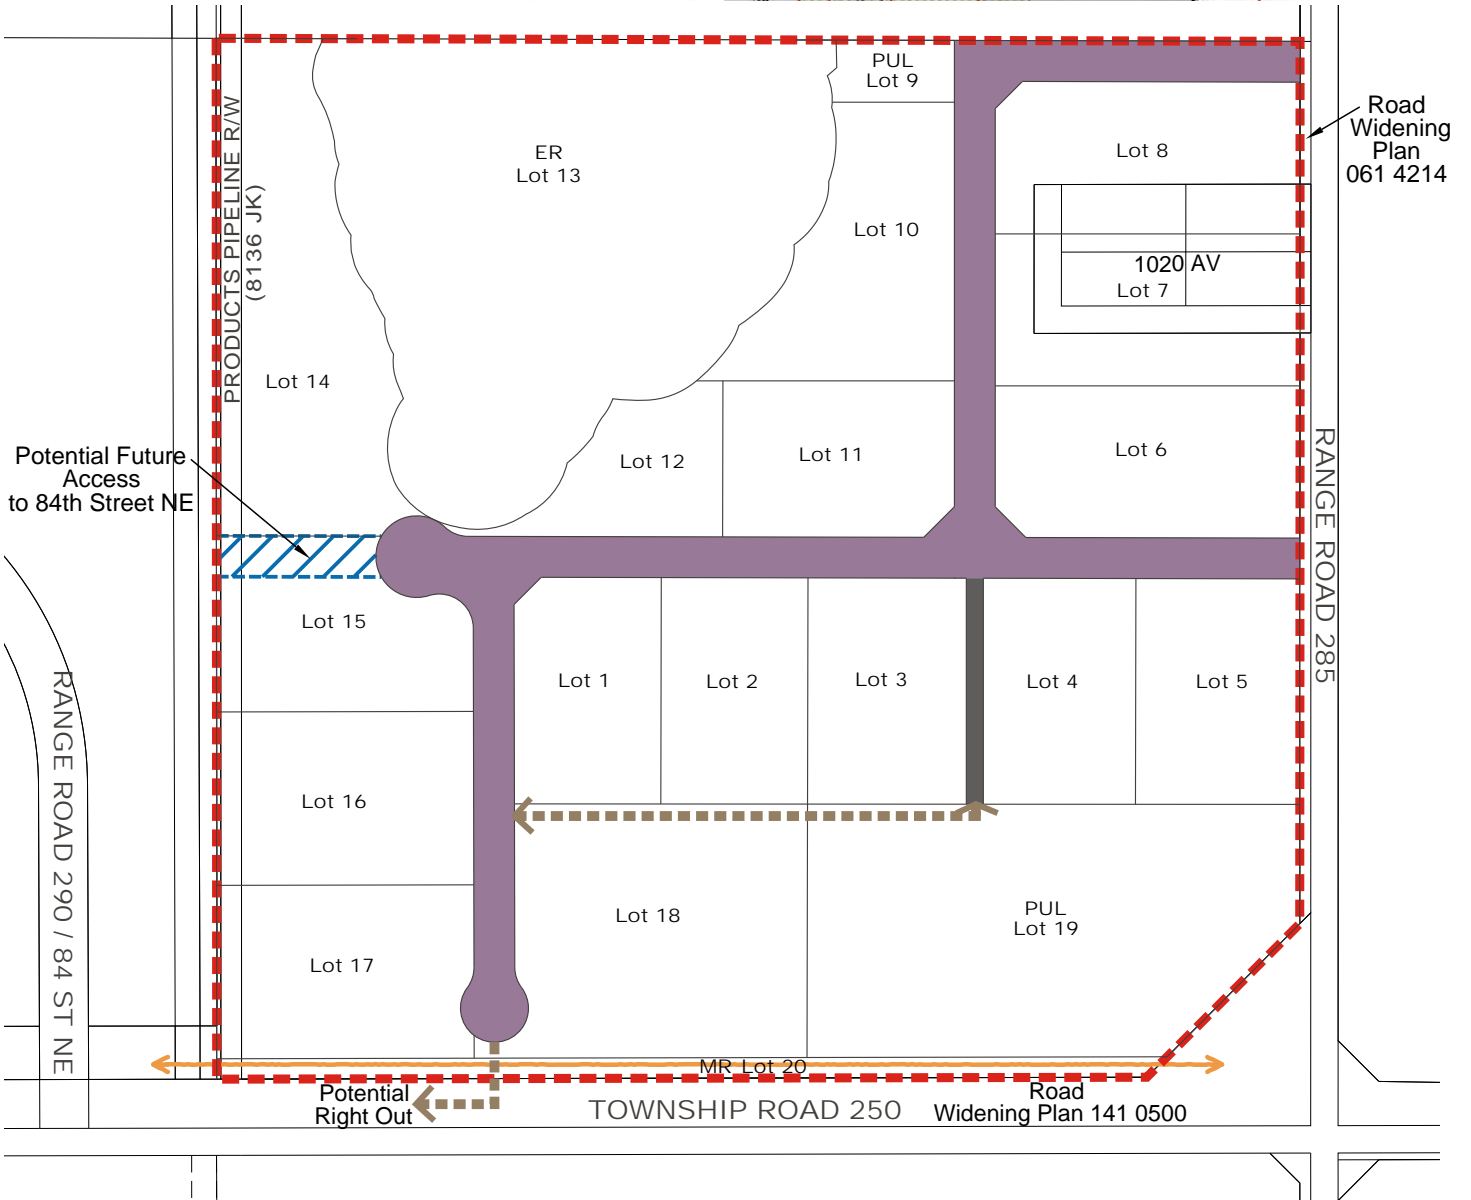 PUL
Lot 9
Road
Widening
Plan
061 4214
ER
Lot 13
Lot 8
PRODUCTS PIPELINE R/W
(8136 JK)
Lot 10
1020 AV
Lot 7
Lot 14
Potential Future
Access
to 84th Street NE
Lot 12
Lot 11
Lot 6
RANGE ROAD 285
Lot 15
Lot 1
Lot 2
Lot 3
Lot 4
Lot 5
RANGE ROAD 290 / 84 ST NE
Lot 16
Lot 18
PUL
Lot 19
Lot 17
MR Lot 20
Potential
Right Out
TOWNSHIP ROAD 250
Road
Widening Plan 141 0500